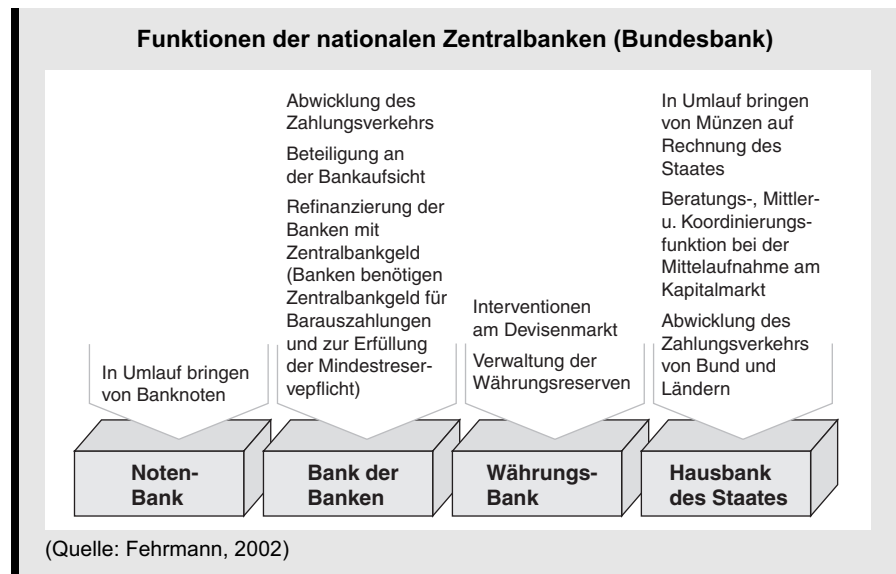 Funktionen der nationalen Zentralbanken (Bundesbank)
In Umlauf bringen
von Banknoten
Noten-
Bank
Abwicklung des
Zahlungsverkehrs
Beteiligung an
der Bankaufsicht
Refinanzierung der
Banken mit
Zentralbankgeld
(Banken benötigen
Zentralbankgeld für
Barauszahlungen
und zur Erfüllung
der Mindestreser-
vepflicht)
Bank der
Banken
Interventionen
am Devisenmarkt
Verwaltung der
Währungsreserven
Währungs-
Bank
In Umlauf bringen
von Münzen auf
Rechnung des
Staates
Beratungs-, Mittler-
u. Koordinierungs-
funktion bei der
Mittelaufnahme am
Kapitalmarkt
Abwicklung des
Zahlungsverkehrs
von Bund und
Ländern
Hausbank
des Staates
(Quelle: Fehrmann, 2002)